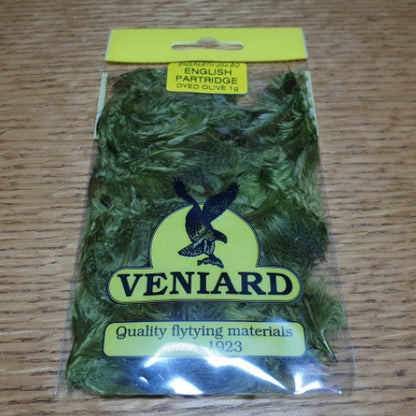 ENGLISH
PARTRIDGE
DYED OLIVE 1g
VENIARD
Quality flytying materials
1923